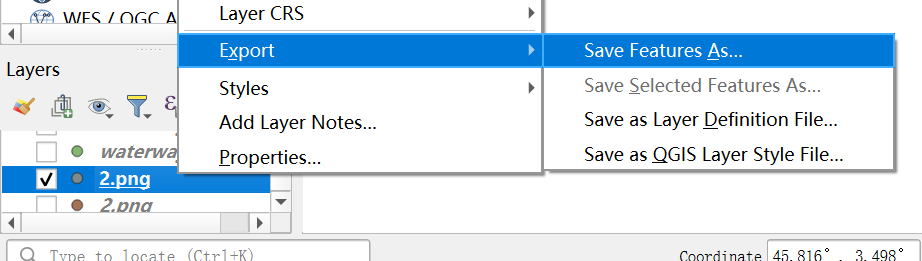 WFS / OGC A
Layer CRS
Export
Save Features As...
Save Selected Features As...
Save as Layer Definition File...
Save as QGIS Layer Style File...
Styles
Add Layer Notes...
Properties...
Layers
waterwa
2.png
2.png
Type to locate (Ctrl+K)
Coordinate 45.816°, 3.498°